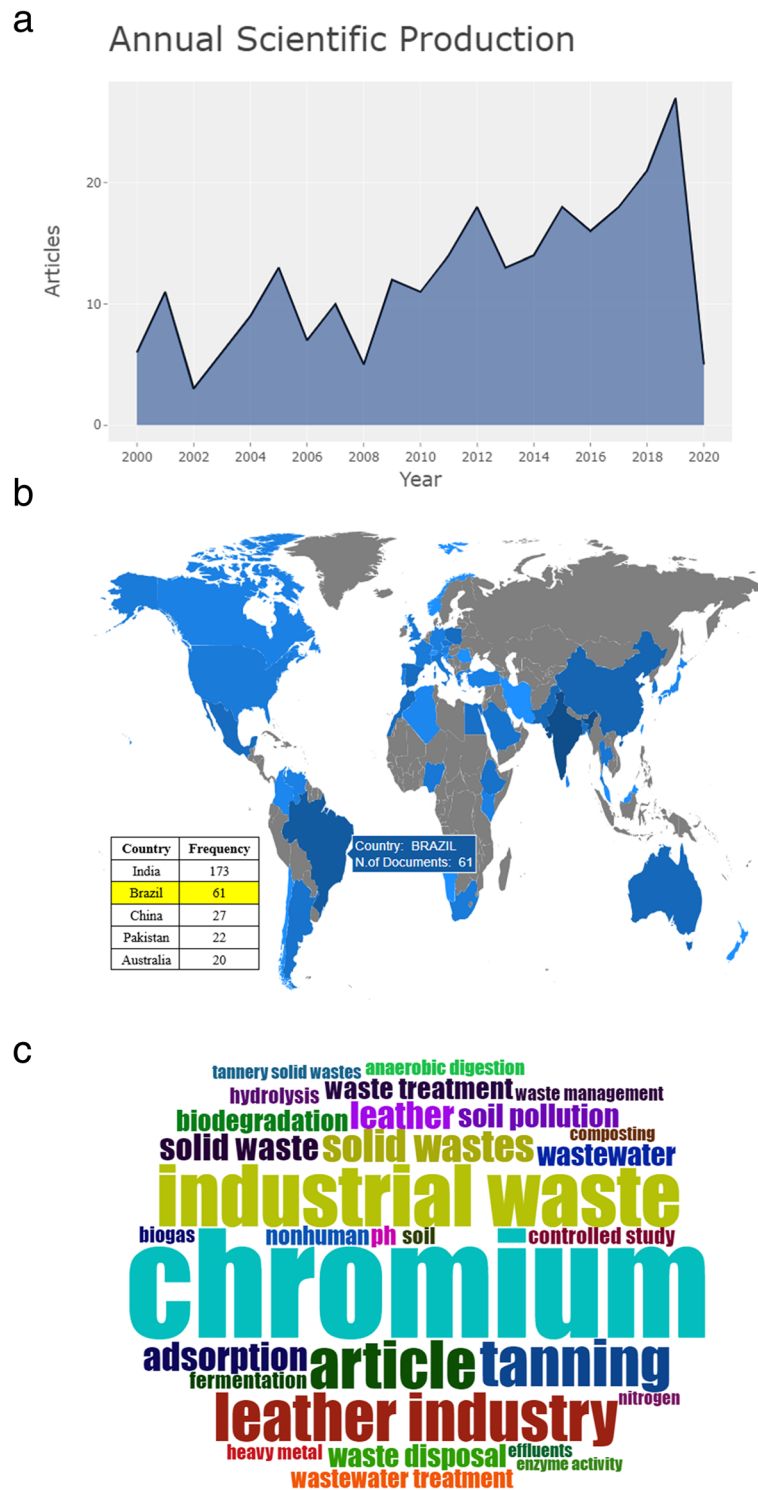 a
Annual Scientific Production
20
10
0
Articles
2000 2002 2004 2006 2008 2010 2012 2014 2016 2018 2020
Year
b
Country: BRAZIL
N.of Documents: 61
Country Frequency
India 173
Brazil 61
China 27
Pakistan 22
Australia 20
c
tannery solid wastes anaerobic digestion
hydrolysis waste treatment waste management
biodegradation leather soil pollution
composting
solid waste solid wastes wastewater
industrial waste
biogas nonhuman ph soil controlled study
chromium
adsorption article tanning
fermentation
leather industry nitrogen
heavy metal waste disposal effluents
enzyme activity
wastewater treatment